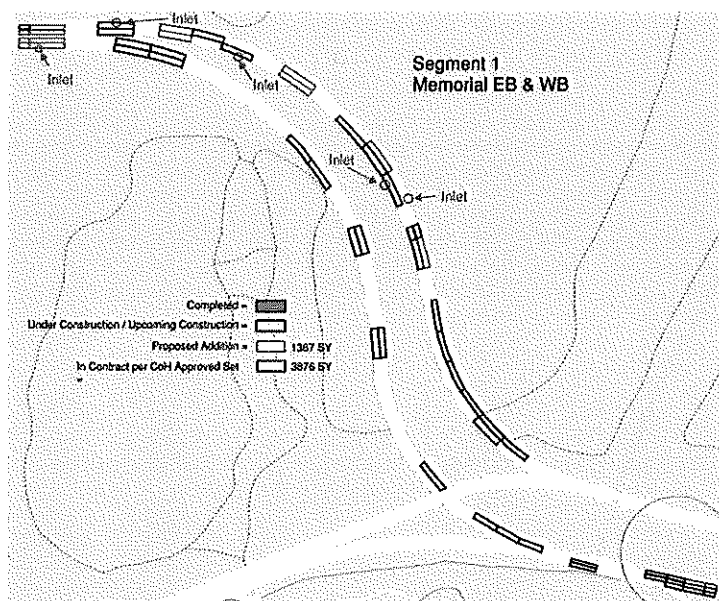 Inlet
Inlet
Inlet
Segment 1
Memorial EB & WB
Inlet
Inlet
Completed =
Under Construction / Upcoming Construction =
Proposed Addition = 1367 SY
In Contract per CoH Approved Set 3876 SY